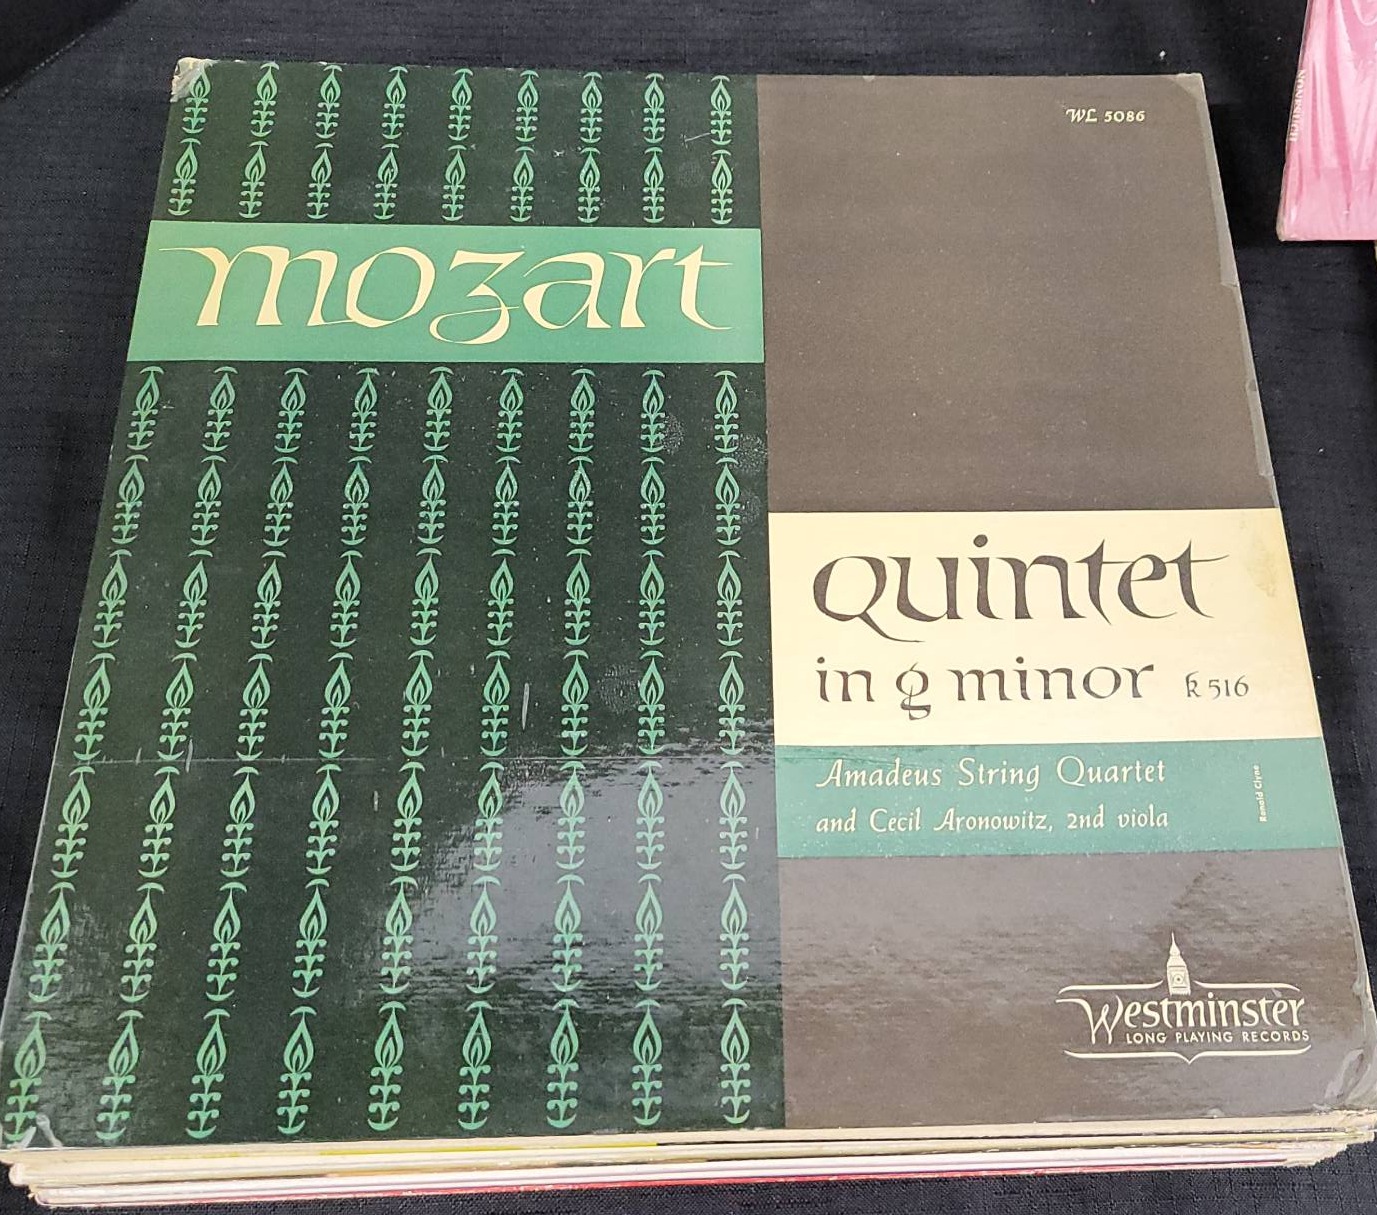 WL 5086
mozart
quintet
in g minor k 516
Amadeus String Quartet
and Cecil Aronowitz, 2nd viola
Ronald Clyne
Westminster
LONG PLAYING RECORDS